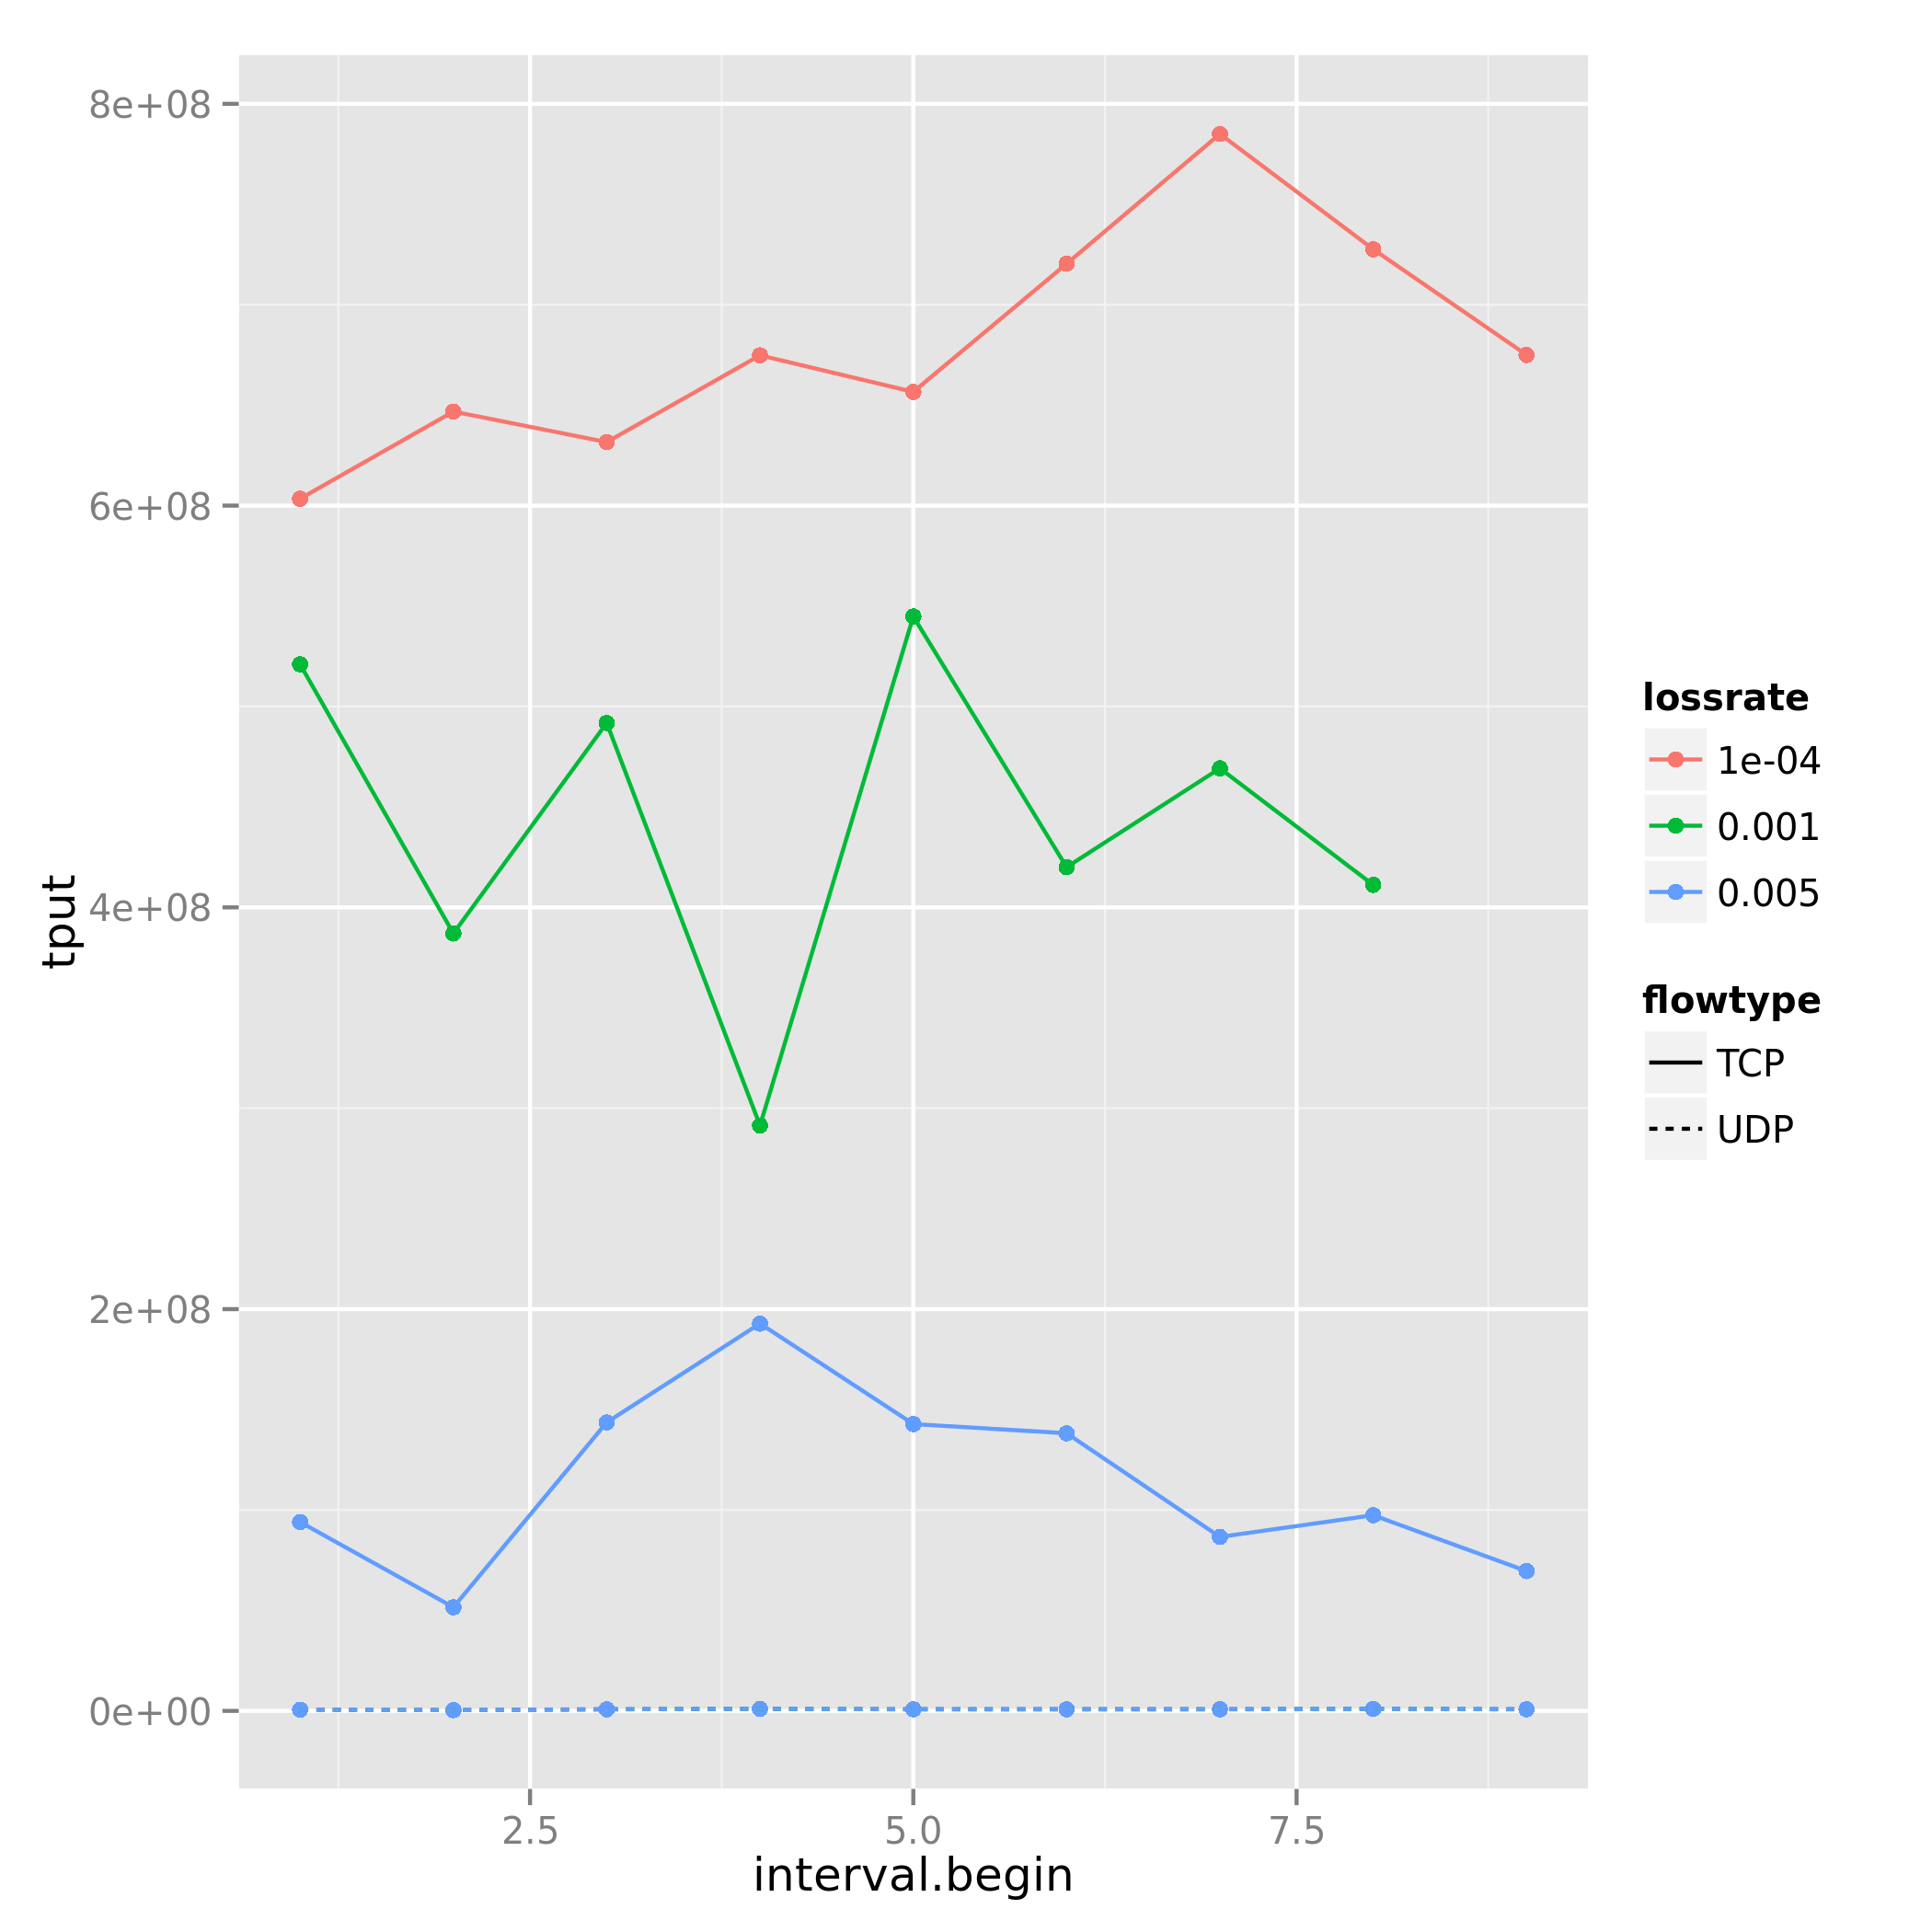 8e+08
6e+08
4e+08
2e+08
0e+00
tput
2.5 5.0 7.5
interval.begin
lossrate
1e-04
0.001
0.005
flowtype
TCP
UDP